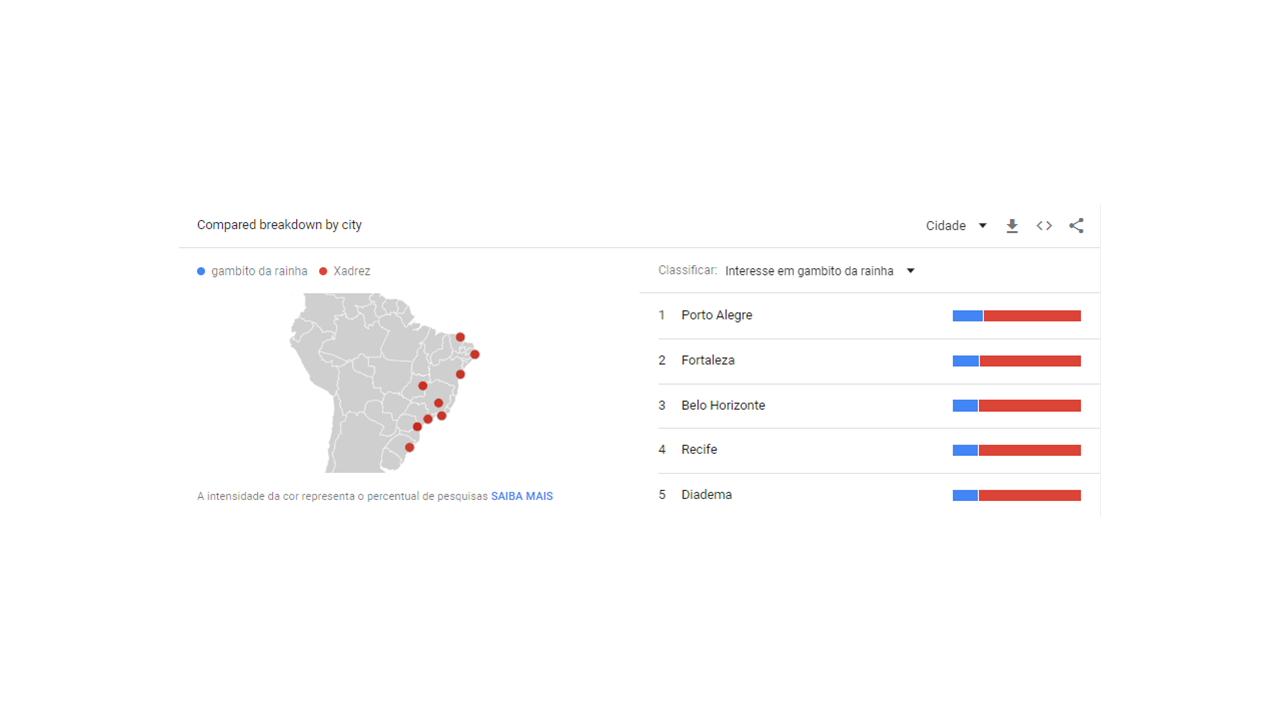 Compared breakdown by city
Cidade
gambito da rainha Xadrez
Classificar: Interesse em gambito da rainha
1 Porto Alegre
2 Fortaleza
3 Belo Horizonte
4 Recife
5 Diadema
A intensidade da cor representa o percentual de pesquisas SAIBA MAIS